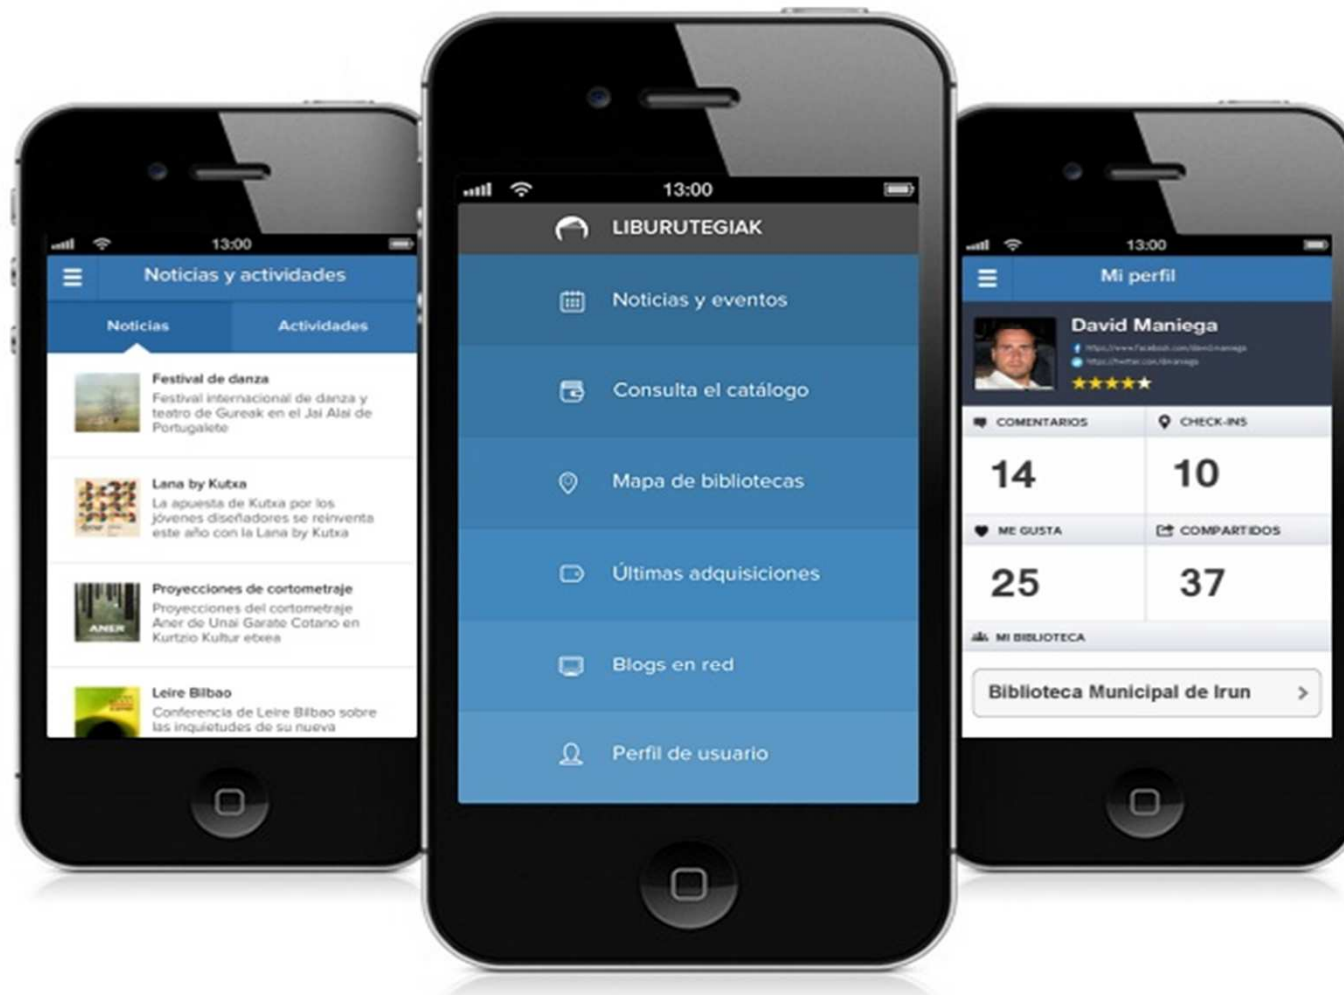 13:00
Noticias y actividades
Noticias
Actividades
Festival de danza
Festival internacional de danza y
teatro de Gureak en el Jai Alai de
Portugalete
Lana by Kutxa
La apuesta de Kutxa por los
jóvenes diseñadores se reinventa
este año con la Lana by Kutxa
Proyecciones de cortometraje
Proyecciones del cortometraje
Aner de Unai Garate Cotano en
Kurtzio Kultur etxea
ANER
Leire Bilbao
Conferencia de Leire Bilbao sobre
las inquietudes de su nueva
13:00
LIBURUTEGIAK
Noticias y eventos
Consulta el catálogo
Mapa de bibliotecas
Últimas adquisiciones
Blogs en red
Perfil de usuario
13:00
Mi perfil
David Maniega
COMENTARIOS
CHECK-INS
14
10
ME GUSTA
COMPARTIDOS
25
37
MI BIBLIOTECA
Biblioteca Municipal de Irun